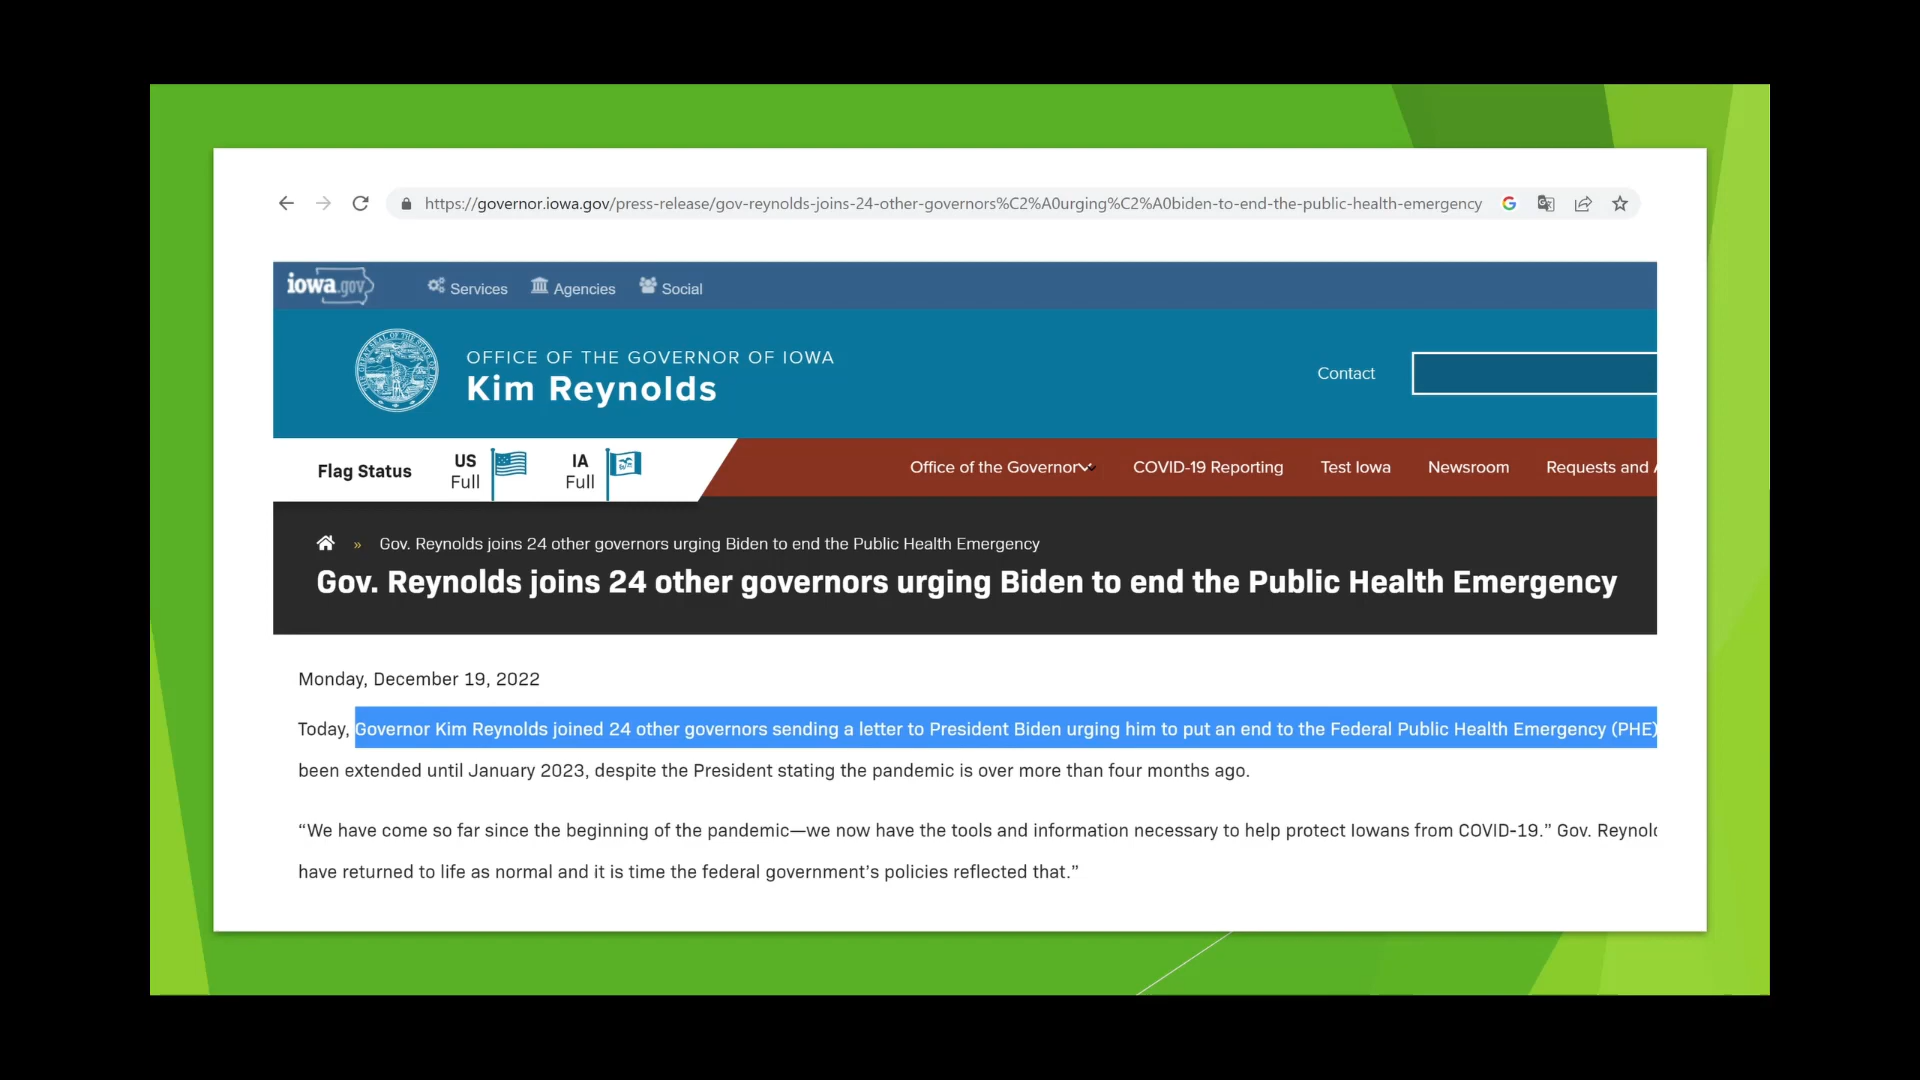 https://governor.iowa.gov/press-release/gov-reynolds-joins-24-other-governors%C2%A0urging%C2%A0biden-to-end-the-public-health-emergency
iowa.gov
Services
Agencies
Social
OFFICE OF THE GOVERNOR OF IOWA
Kim Reynolds
Contact
Flag Status
US
Full
IA
Full
Office of the Governor
COVID-19 Reporting
Test Iowa
Newsroom
Requests and
» Gov. Reynolds joins 24 other governors urging Biden to end the Public Health Emergency
Gov. Reynolds joins 24 other governors urging Biden to end the Public Health Emergency
Monday, December 19, 2022
Today, Governor Kim Reynolds joined 24 other governors sending a letter to President Biden urging him to put an end to the Federal Public Health Emergency (PHE)
been extended until January 2023, despite the President stating the pandemic is over more than four months ago.
“We have come so far since the beginning of the pandemic—we now have the tools and information necessary to help protect Iowans from COVID-19.” Gov.
have returned to life as normal and it is time the federal government’s policies reflected that.”